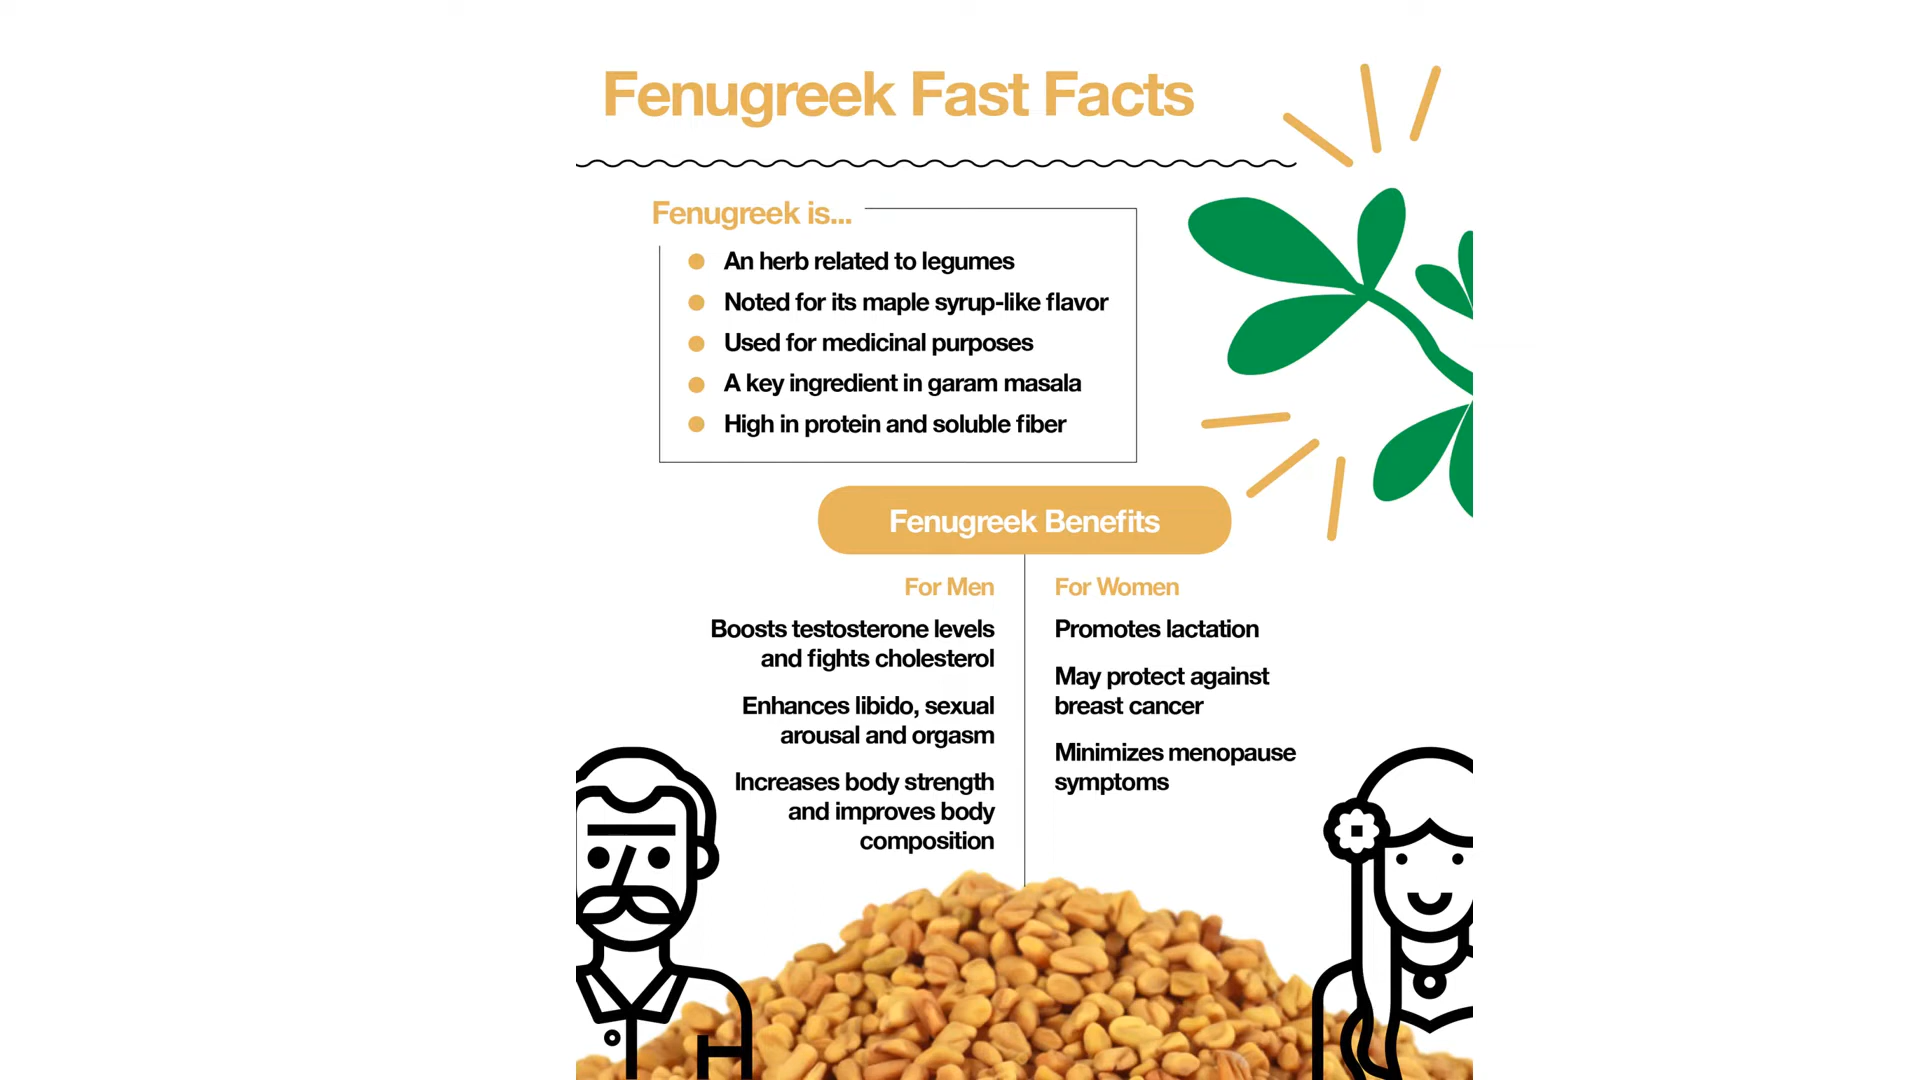 Fenugreek Fast Facts
Fenugreek is...
An herb related to legumes
Noted for its maple syrup-like flavor
Used for medicinal purposes
A key ingredient in garam masala
High in protein and soluble fiber
Fenugreek Benefits
For Men
Boosts testosterone levels
and fights cholesterol
Enhances libido, sexual
arousal and orgasm
Increases body strength
and improves body
composition
For Women
Promotes lactation
May protect against
breast cancer
Minimizes menopause
symptoms